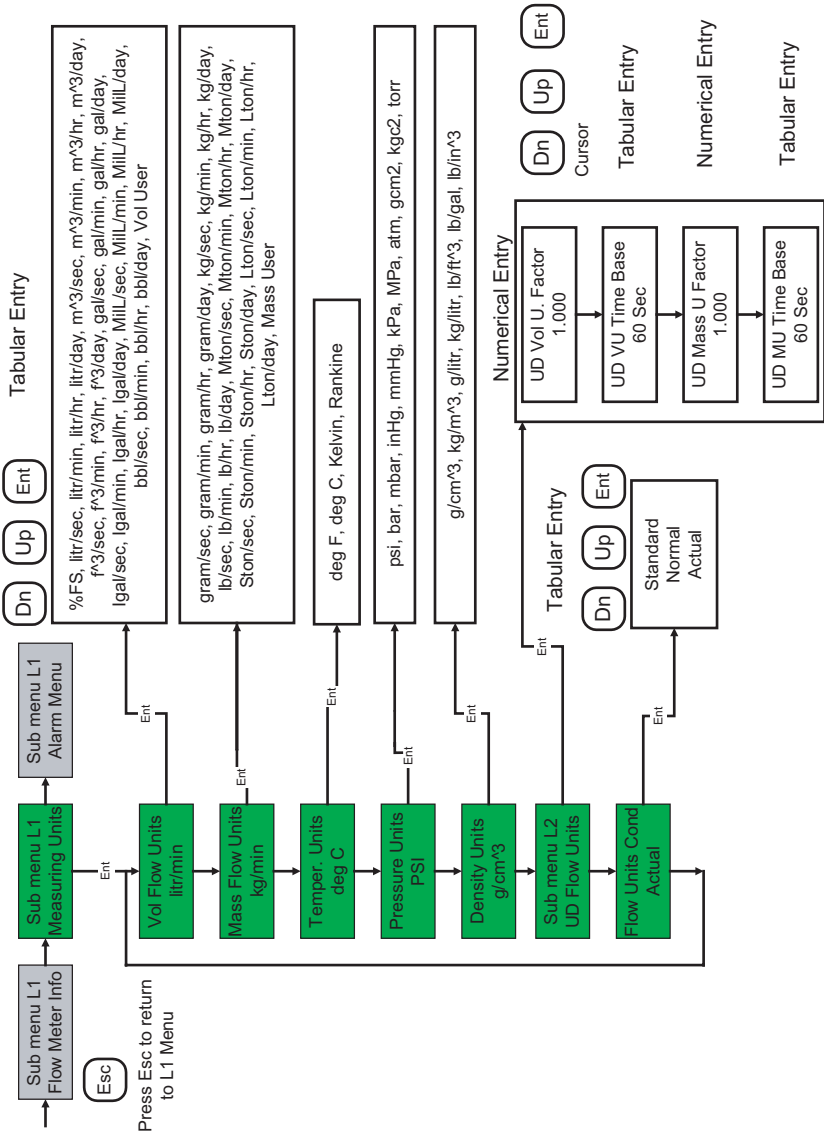 Sub menu L1
Flow Meter Info
Sub menu L1
Measuring Units
Sub menu L1
Alarm Menu
Esc
Press Esc to return
to L1 Menu
Ent
Dn
Up
Ent
Tabular Entry
Vol Flow Units
litr/min
Ent
%FS, litr/sec, litr/min, litr/hr, litr/day, m^3/sec, m^3/min, m^3/hr, m^3/day,
f^3/sec, f^3/min, f^3/hr, f^3/day, gal/sec, gal/min, gal/hr, gal/day,
Igal/sec, Igal/min, Igal/hr, Igal/day, MilL/sec, MilL/min, MilL/hr, MilL/day,
bbl/sec, bbl/min, bbl/hr, bbl/day, Vol User
Mass Flow Units
kg/min
Ent
gram/sec, gram/min, gram/hr, gram/day, kg/sec, kg/min, kg/hr, kg/day,
lb/sec, lb/min, lb/hr, lb/day, Mton/sec, Mton/min, Mton/hr, Mton/day,
Ston/sec, Ston/min, Ston/hr, Ston/day, Lton/sec, Lton/min, Lton/hr,
Lton/day, Mass User
Temper. Units
deg C
Ent
deg F, deg C, Kelvin, Rankine
Pressure Units
PSI
Ent
psi, bar, mbar, inHg, mmHg, kPa, MPa, atm, gcm2, kgc2, torr
Density Units
g/cm^3
Ent
g/cm^3, kg/m^3, g/litr, kg/litr, lb/ft^3, lb/gal, lb/in^3
Sub menu L2
UD Flow Units
Ent
Numerical Entry
UD Vol U. Factor
1.000
UD VU Time Base
60 Sec
UD Mass U Factor
1.000
UD MU Time Base
60 Sec
Dn
Up
Ent
Cursor
Tabular Entry
Numerical Entry
Tabular Entry
Flow Units Cond
Actual
Ent
Tabular Entry
Dn
Up
Ent
Standard
Normal
Actual